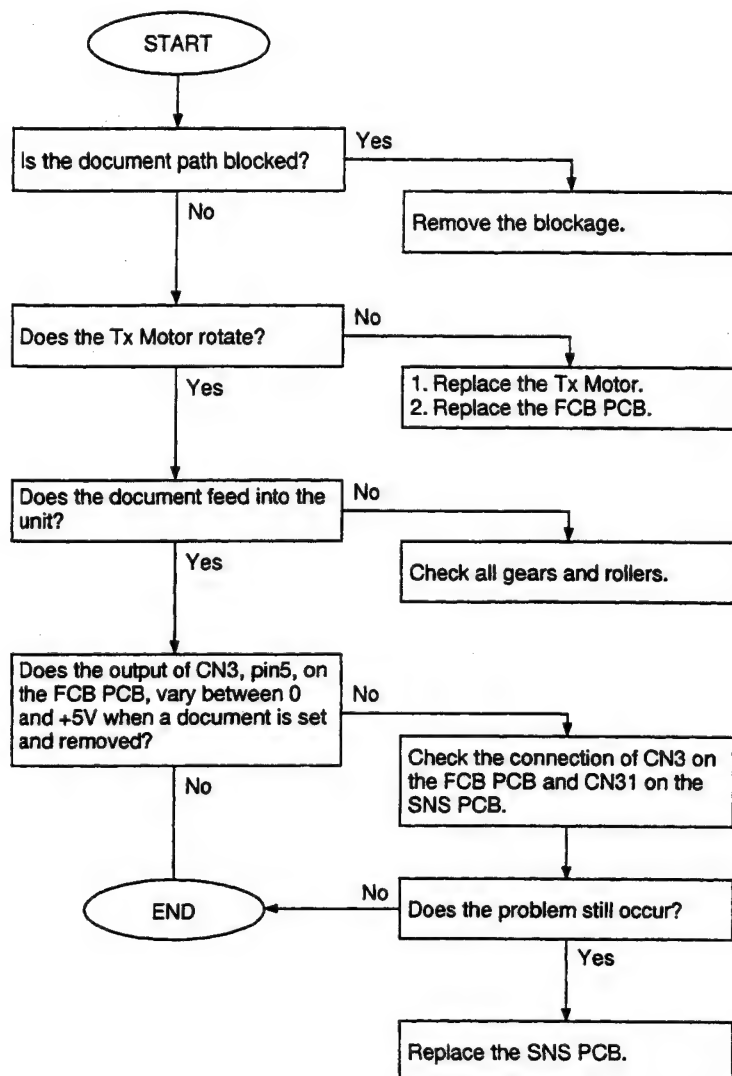 START
Is the document path blocked?
Yes
Remove the blockage.
No
Does the Tx Motor rotate?
No
1. Replace the Tx Motor.
2. Replace the FCB PCB.
Yes
Does the document feed into the
unit?
No
Check all gears and rollers.
Yes
Does the output of CN3, pin5, on
the FCB PCB, vary between 0
and +5V when a document is set
and removed?
No
Check the connection of CN3 on
the FCB PCB and CN31 on the
SNS PCB.
No
END
No
Does the problem still occur?
Yes
Replace the SNS PCB.